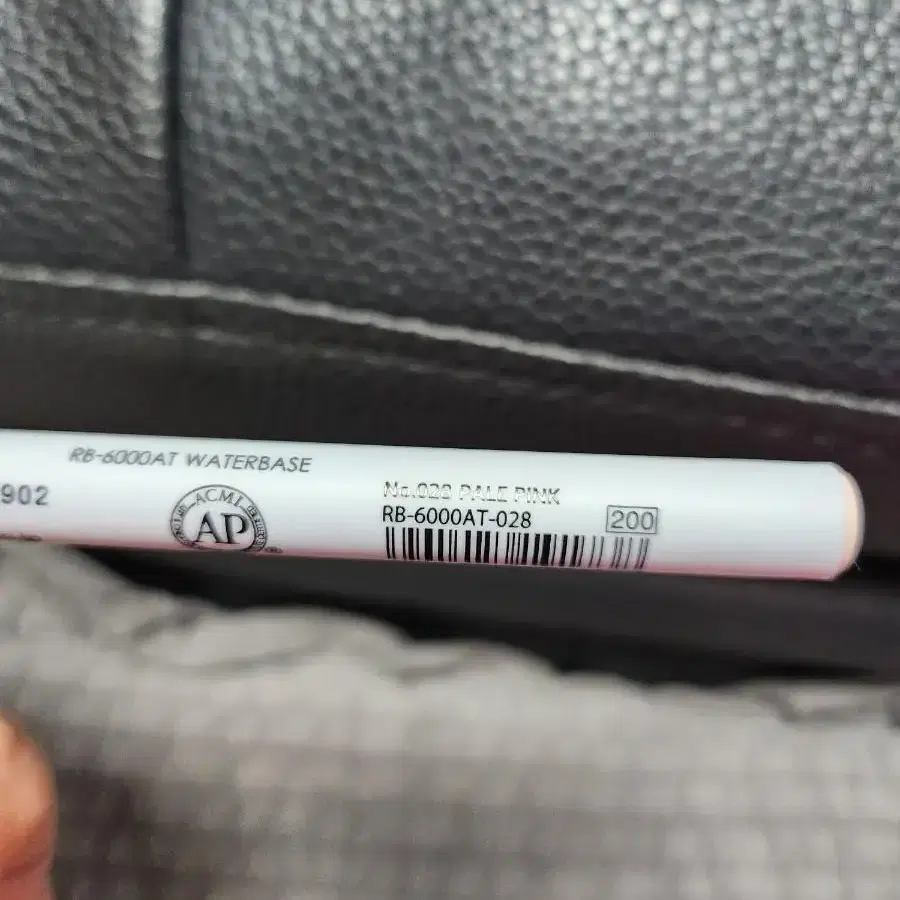 RB-6000AT WATERBASE
902
ACMI
AP
®
No.028 PALE PINK
RB-6000AT-028
200